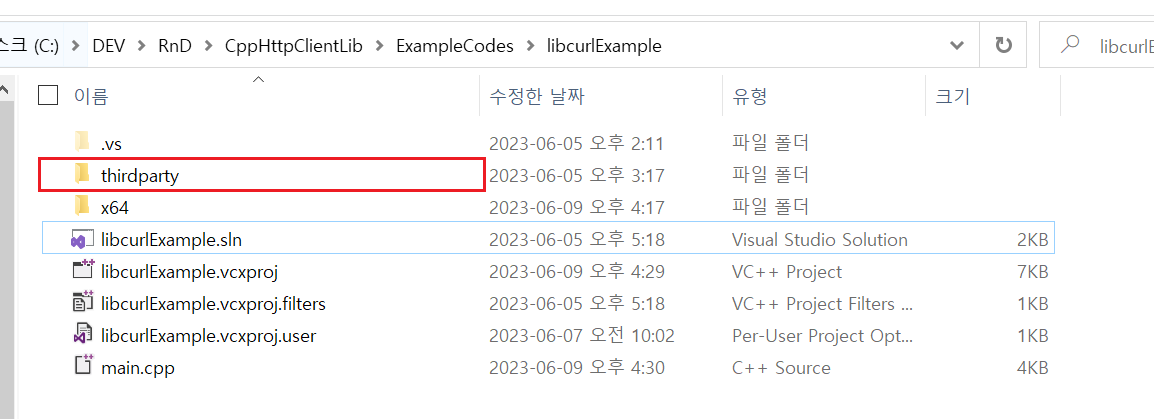 스크 (C:) > DEV > RnD > CppHttpClientLib > ExampleCodes > libcurlExample
libcurlE
이름 수정한 날짜 유형 크기
.vs 2023-06-05 오후 2:11 파일 폴더
thirdparty 2023-06-05 오후 3:17 파일 폴더
x64 2023-06-09 오후 4:17 파일 폴더
libcurlExample.sln 2023-06-05 오후 5:18 Visual Studio Solution 2KB
libcurlExample.vcxproj 2023-06-09 오후 4:29 VC++ Project 7KB
libcurlExample.vcxproj.filters 2023-06-05 오후 5:18 VC++ Project Filters ... 1KB
libcurlExample.vcxproj.user 2023-06-07 오전 10:02 Per-User Project Opt... 1KB
main.cpp 2023-06-09 오후 4:30 C++ Source 4KB